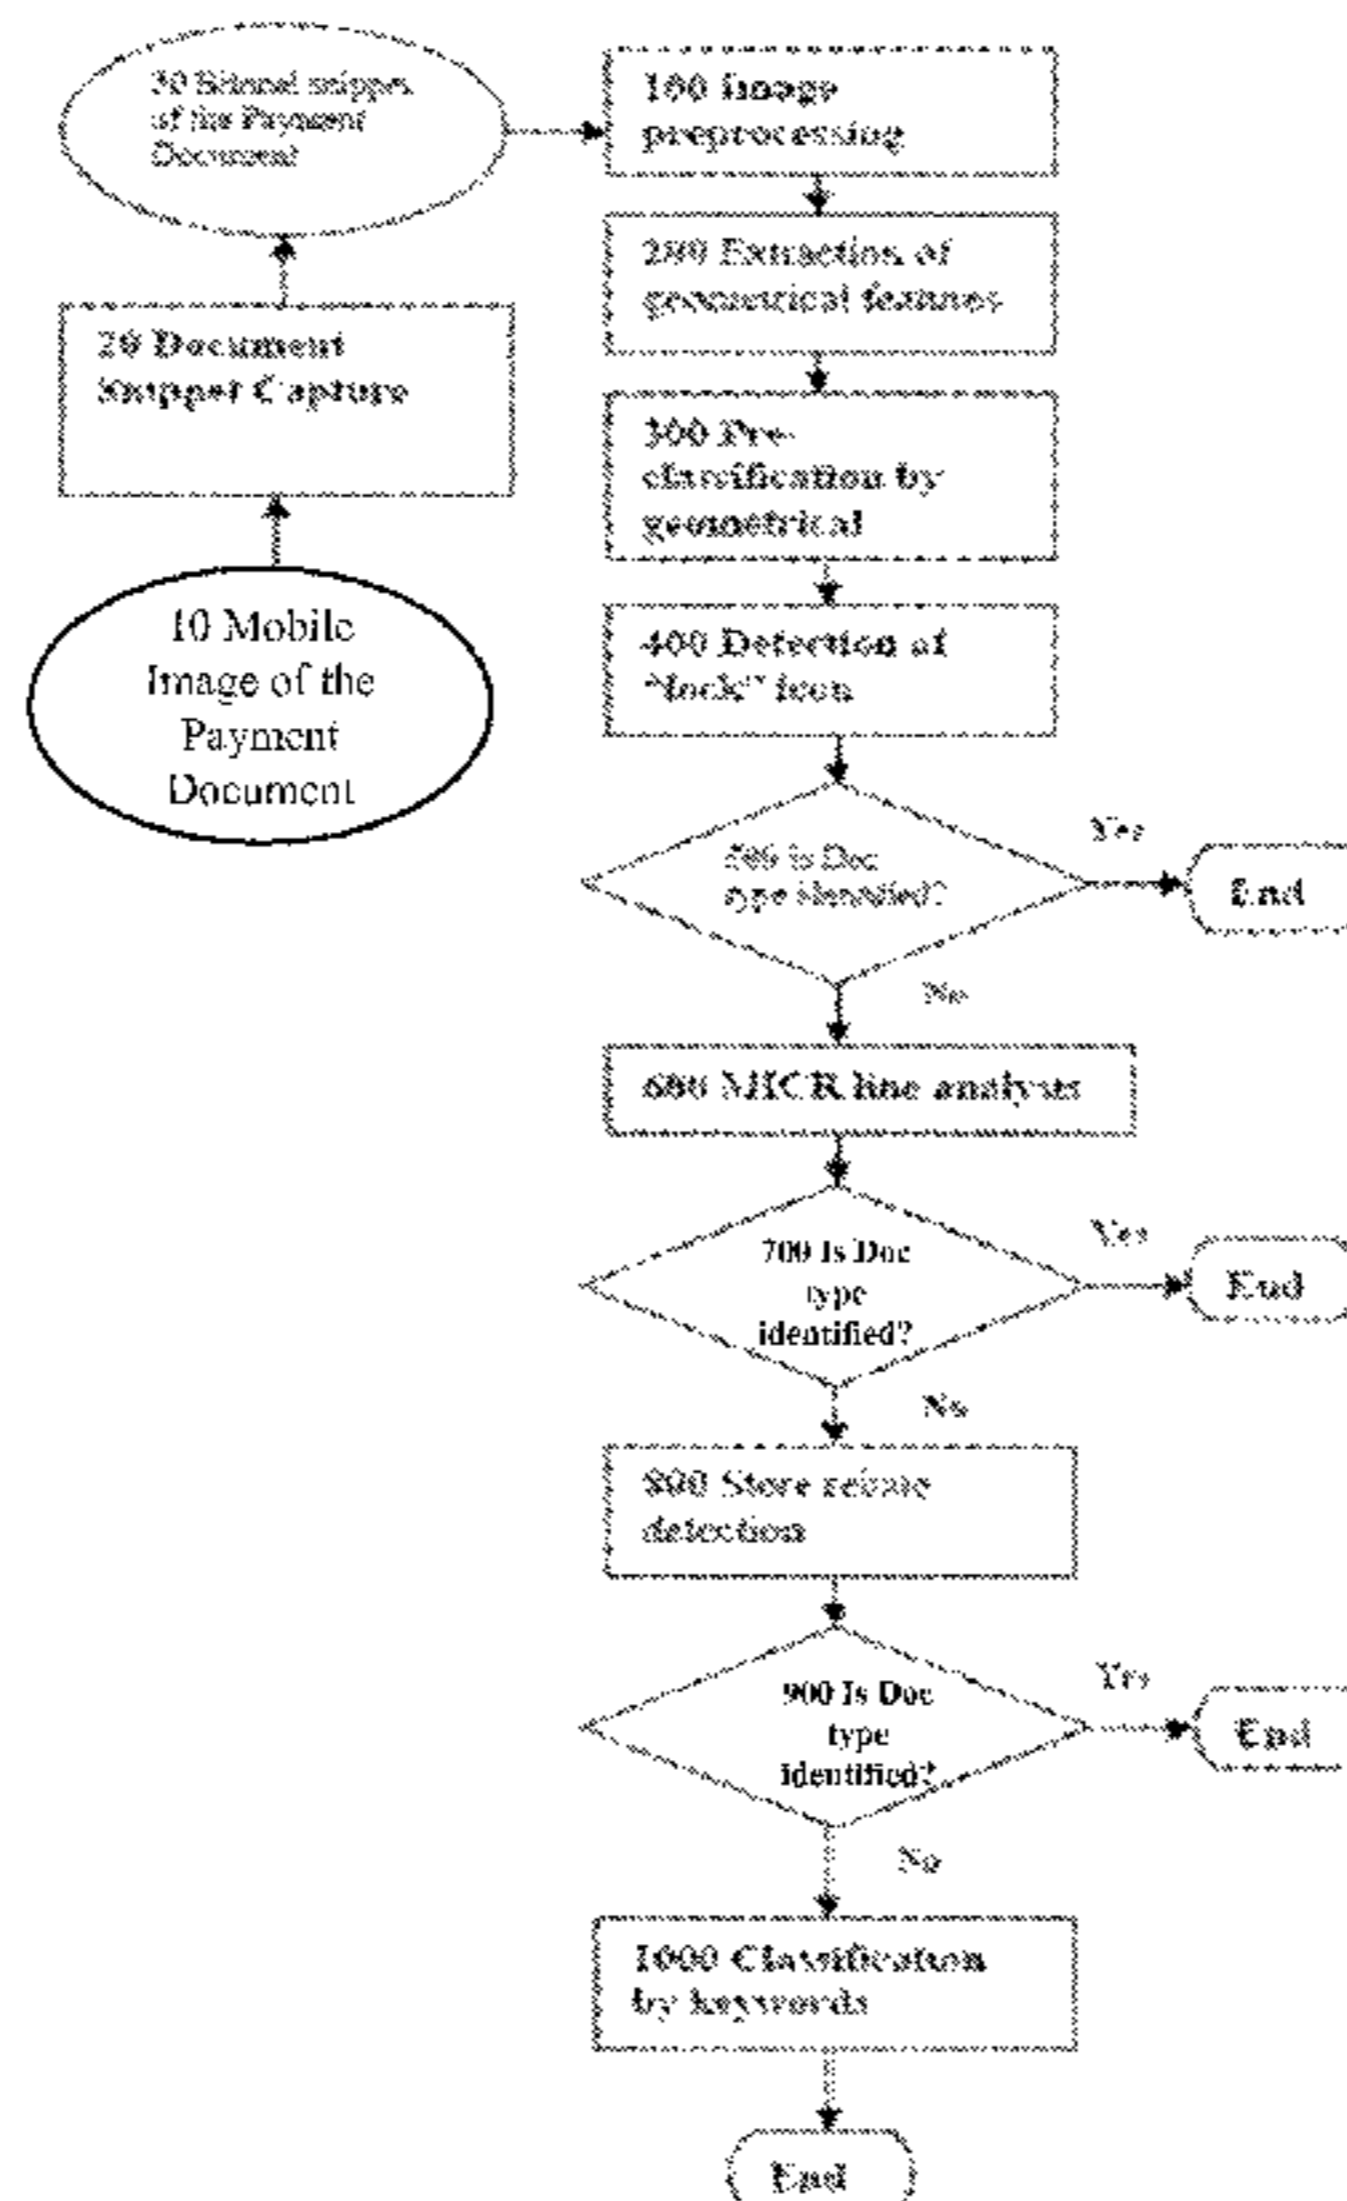 30 Bitonal snippet
of the Payment
Document
100 Image
preprocessing
200 Extraction of
geometrical features
20 Document
Snippet Capture
300 Pre-
classification by
geometrical
10 Mobile
Image of the
Payment
Document
400 Detection of
"lock" icon
500 Is Doc
type identified?
Yes
End
No
600 MICR line analysis
700 Is Doc
type
identified?
Yes
End
No
800 Store rebate
detection
900 Is Doc
type
identified?
Yes
End
No
1000 Classification
by keywords
End